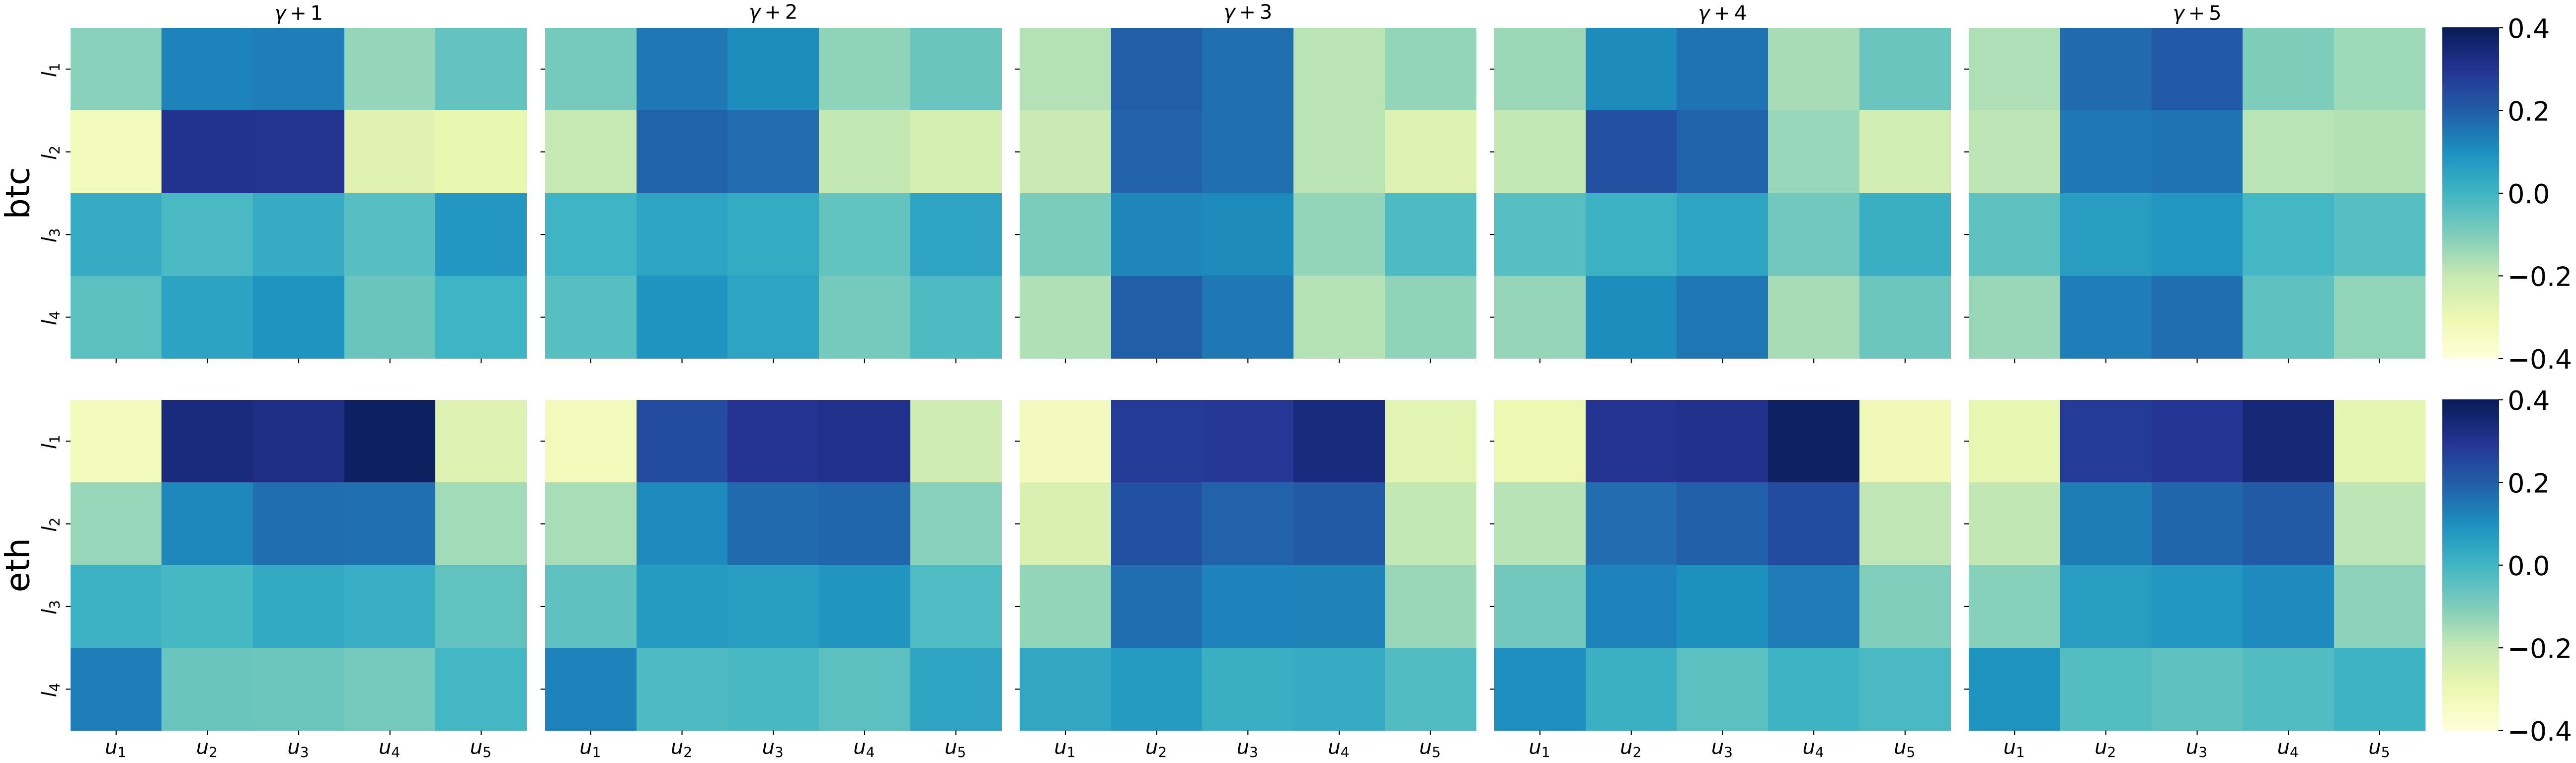 γ + 1 γ + 2 γ + 3 γ + 4 γ + 5
btc
l₁
l₂
l₃
l₄
0.4
0.2
0.0
−0.2
−0.4
eth
l₁
l₂
l₃
l₄
0.4
0.2
0.0
−0.2
−0.4
u₁ u₂ u₃ u₄ u₅ u₁ u₂ u₃ u₄ u₅ u₁ u₂ u₃ u₄ u₅ u₁ u₂ u₃ u₄ u₅ u₁ u₂ u₃ u₄ u₅